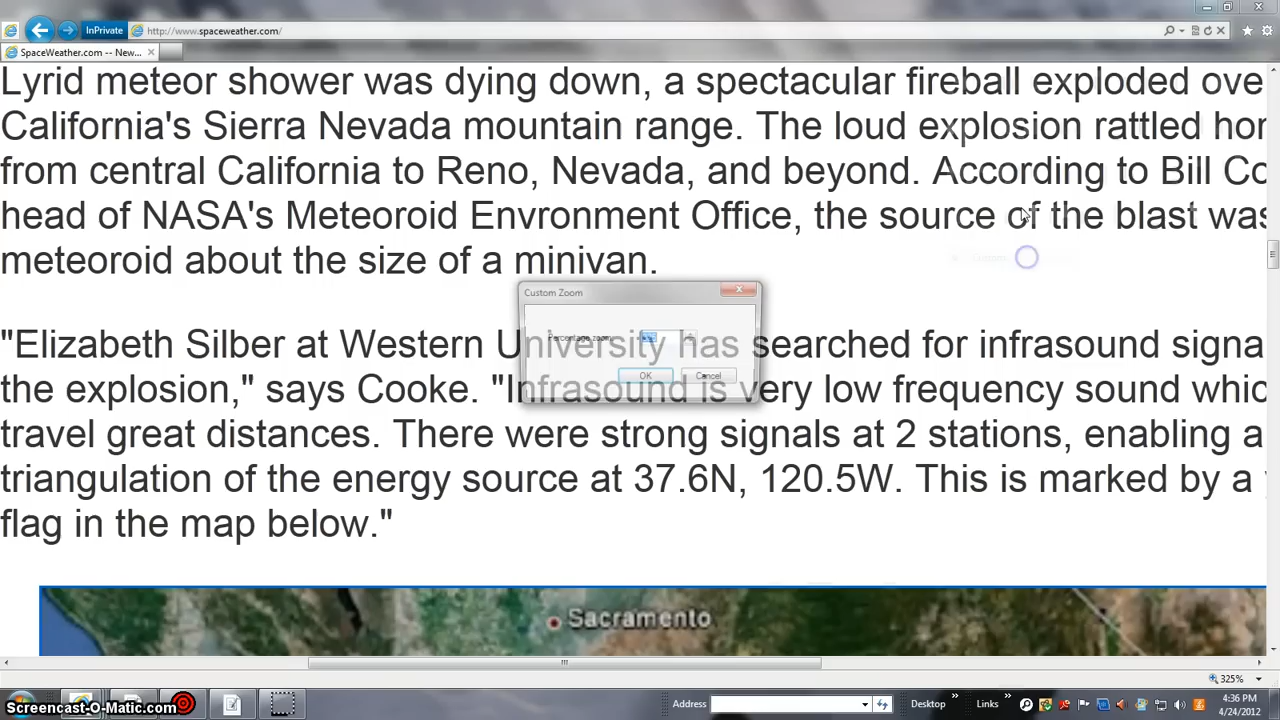 InPrivate
http://www.spaceweather.com/
SpaceWeather.com -- New...
Lyrid meteor shower was dying down, a spectacular fireball exploded ove
California's Sierra Nevada mountain range. The loud explosion rattled hor
from central California to Reno, Nevada, and beyond. According to Bill Co
head of NASA's Meteoroid Envronment Office, the source of the blast was
meteoroid about the size of a minivan.
Custom Zoom
Percentage zoom:
OK Cancel
"Elizabeth Silber at Western University has searched for infrasound signa
the explosion," says Cooke. "Infrasound is very low frequency sound whic
travel great distances. There were strong signals at 2 stations, enabling a
triangulation of the energy source at 37.6N, 120.5W. This is marked by a
flag in the map below."
Sacramento
325%
Screencast-O-Matic.com
Address Desktop » Links »
4:36 PM
4/24/2012